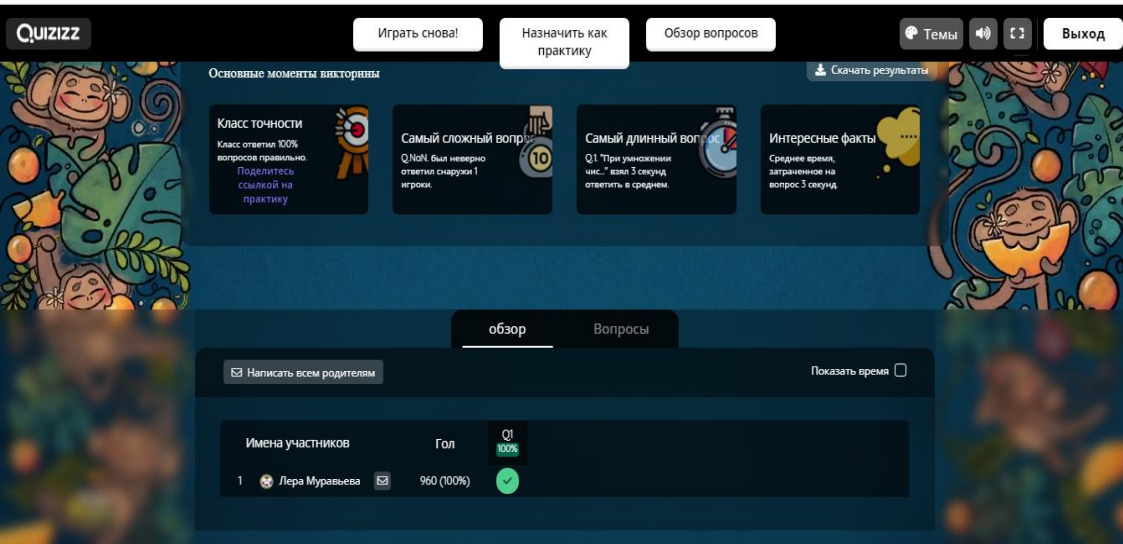 QUIZIZZ
Играть снова!
Назначить как
практику
Обзор вопросов
Темы
Выход
Основные моменты викторины
Скачать результаты
Класс точности
Класс ответил 100%
вопросов правильно.
Поделитесь
ссылкой на
практику
Самый сложный вопрос
Q.NaN. был неверно
ответил снаружи 1
игроки.
10
Самый длинный вопрос
Q.1. "При умножении
чис..." взял 3 секунд
ответить в среднем.
Интересные факты
Среднее время,
затраченное на
вопрос 3 секунд.
обзор
Вопросы
Написать всем родителям
Показать время
Имена участников
Гол
Q1
100%
1
Лера Муравьева
960 (100%)